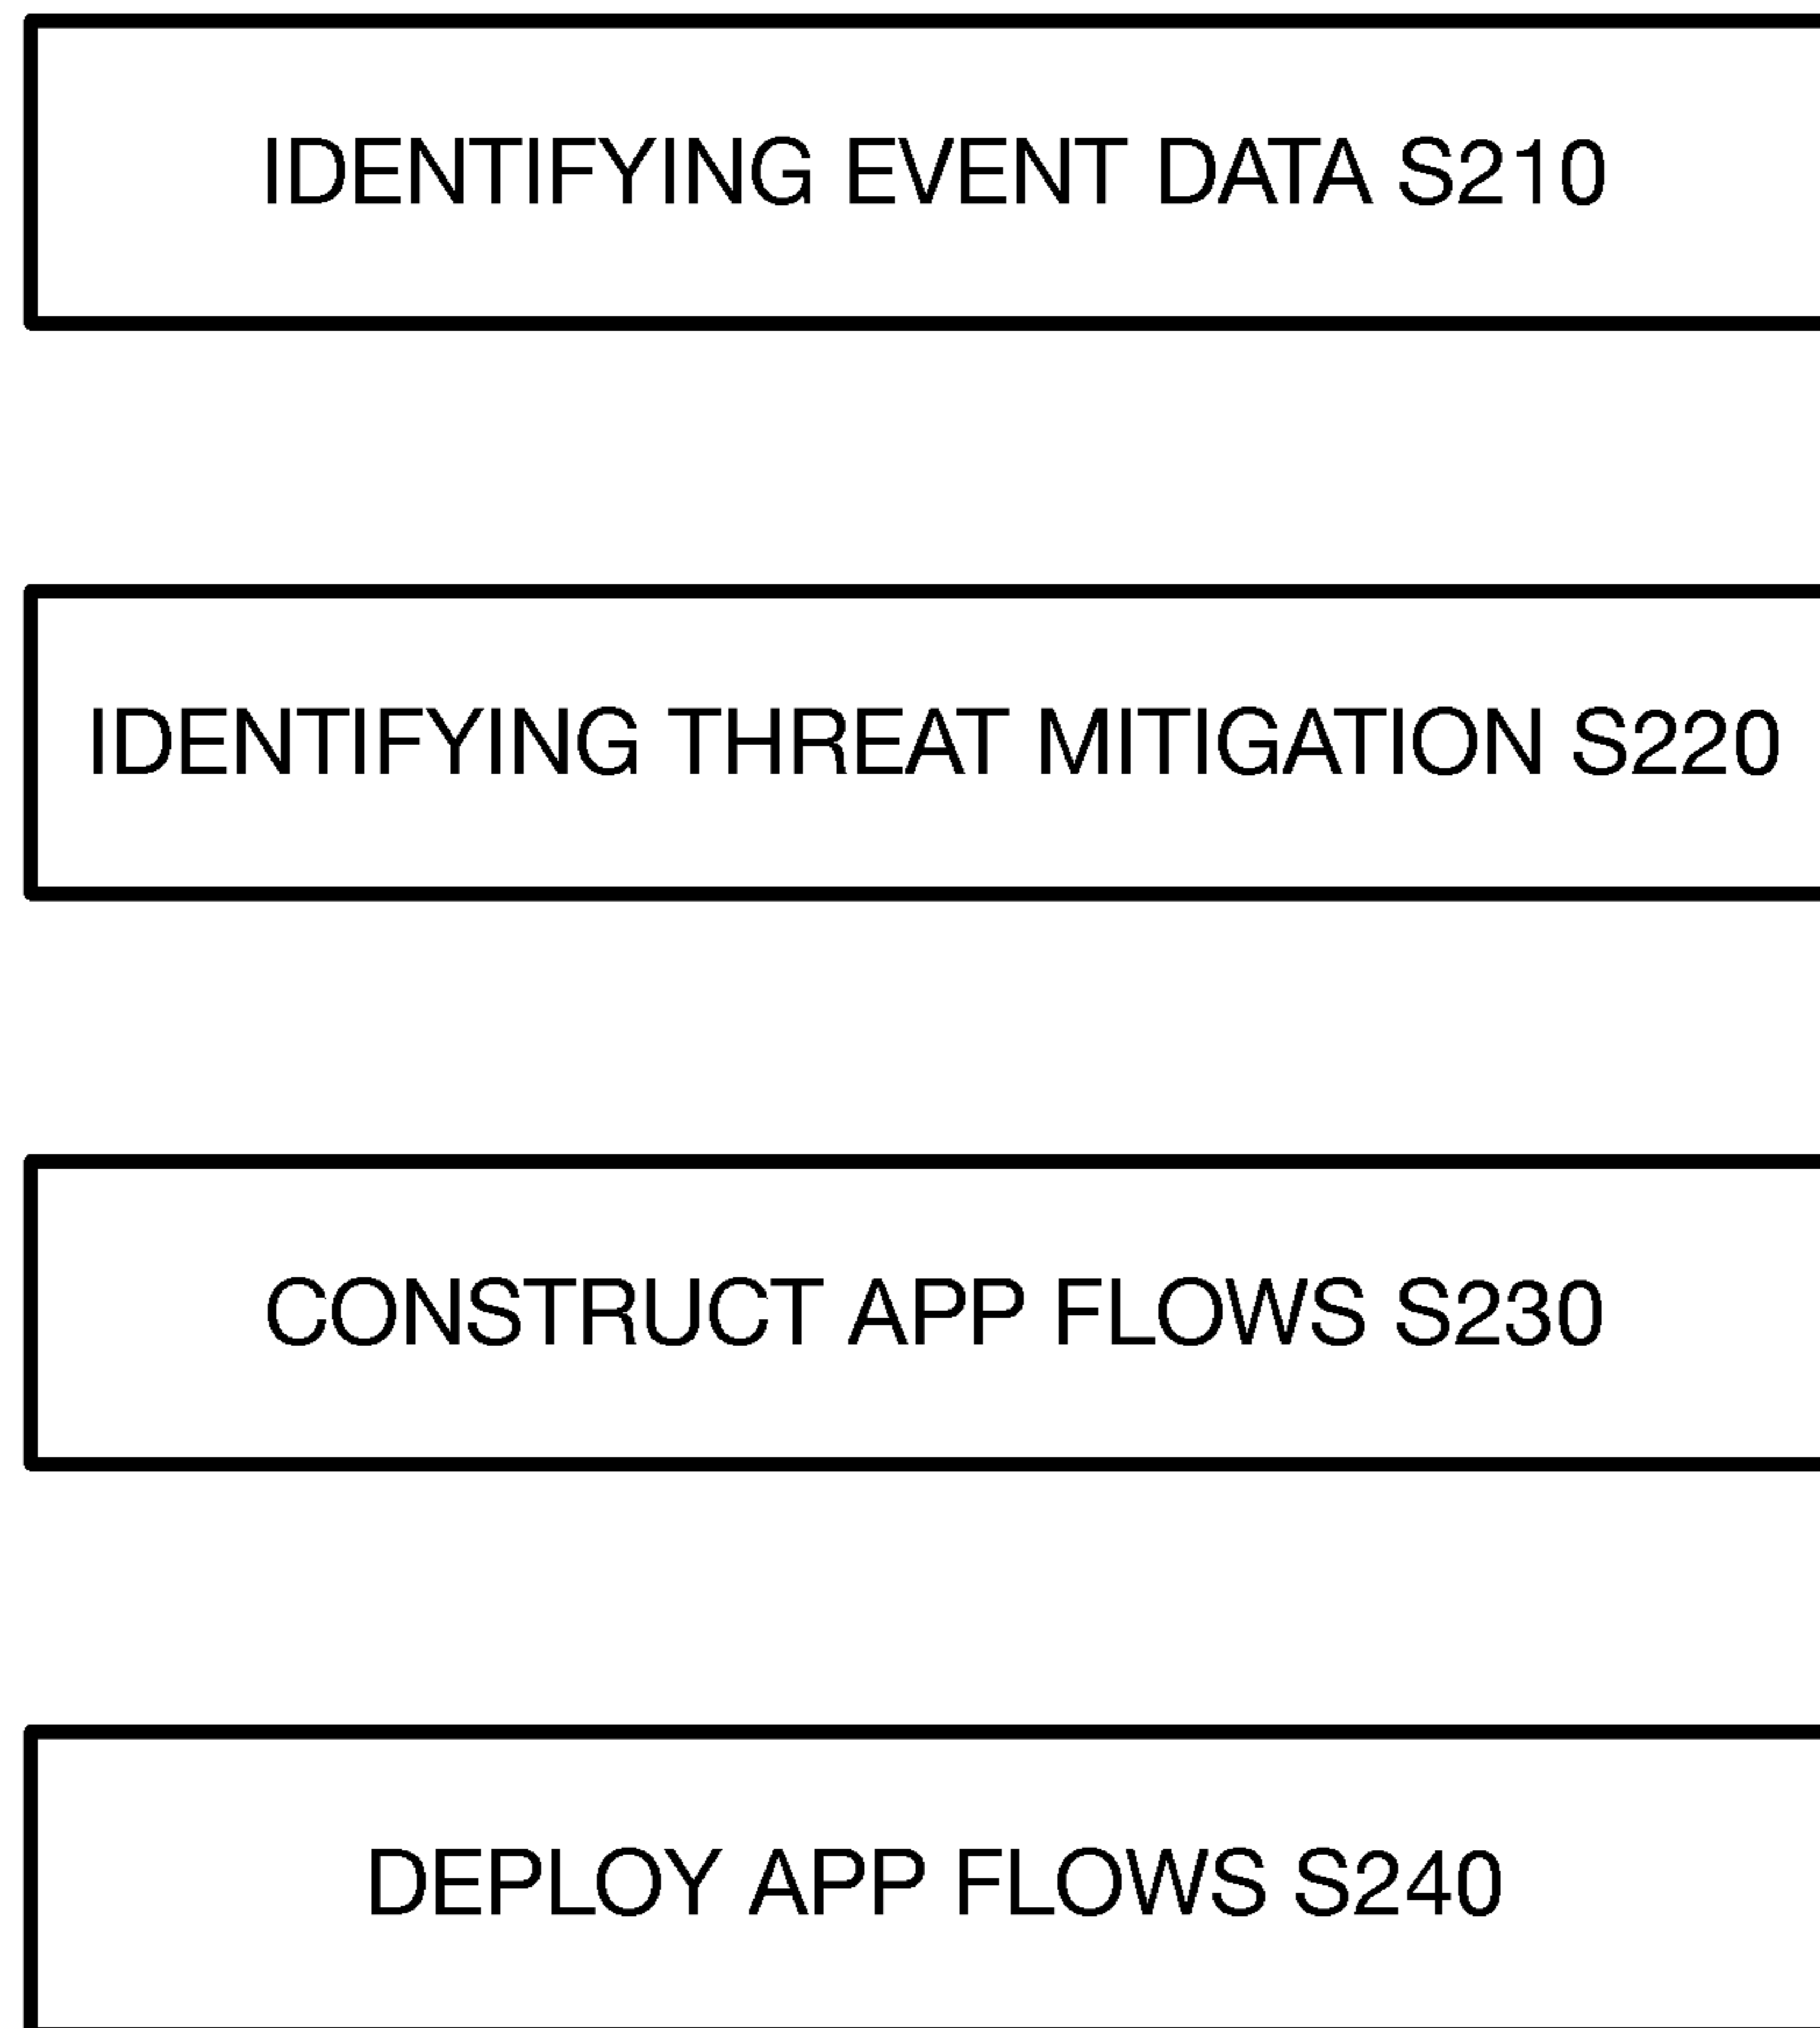 IDENTIFYING EVENT DATA S210
IDENTIFYING THREAT MITIGATION S220
CONSTRUCT APP FLOWS S230
DEPLOY APP FLOWS S240